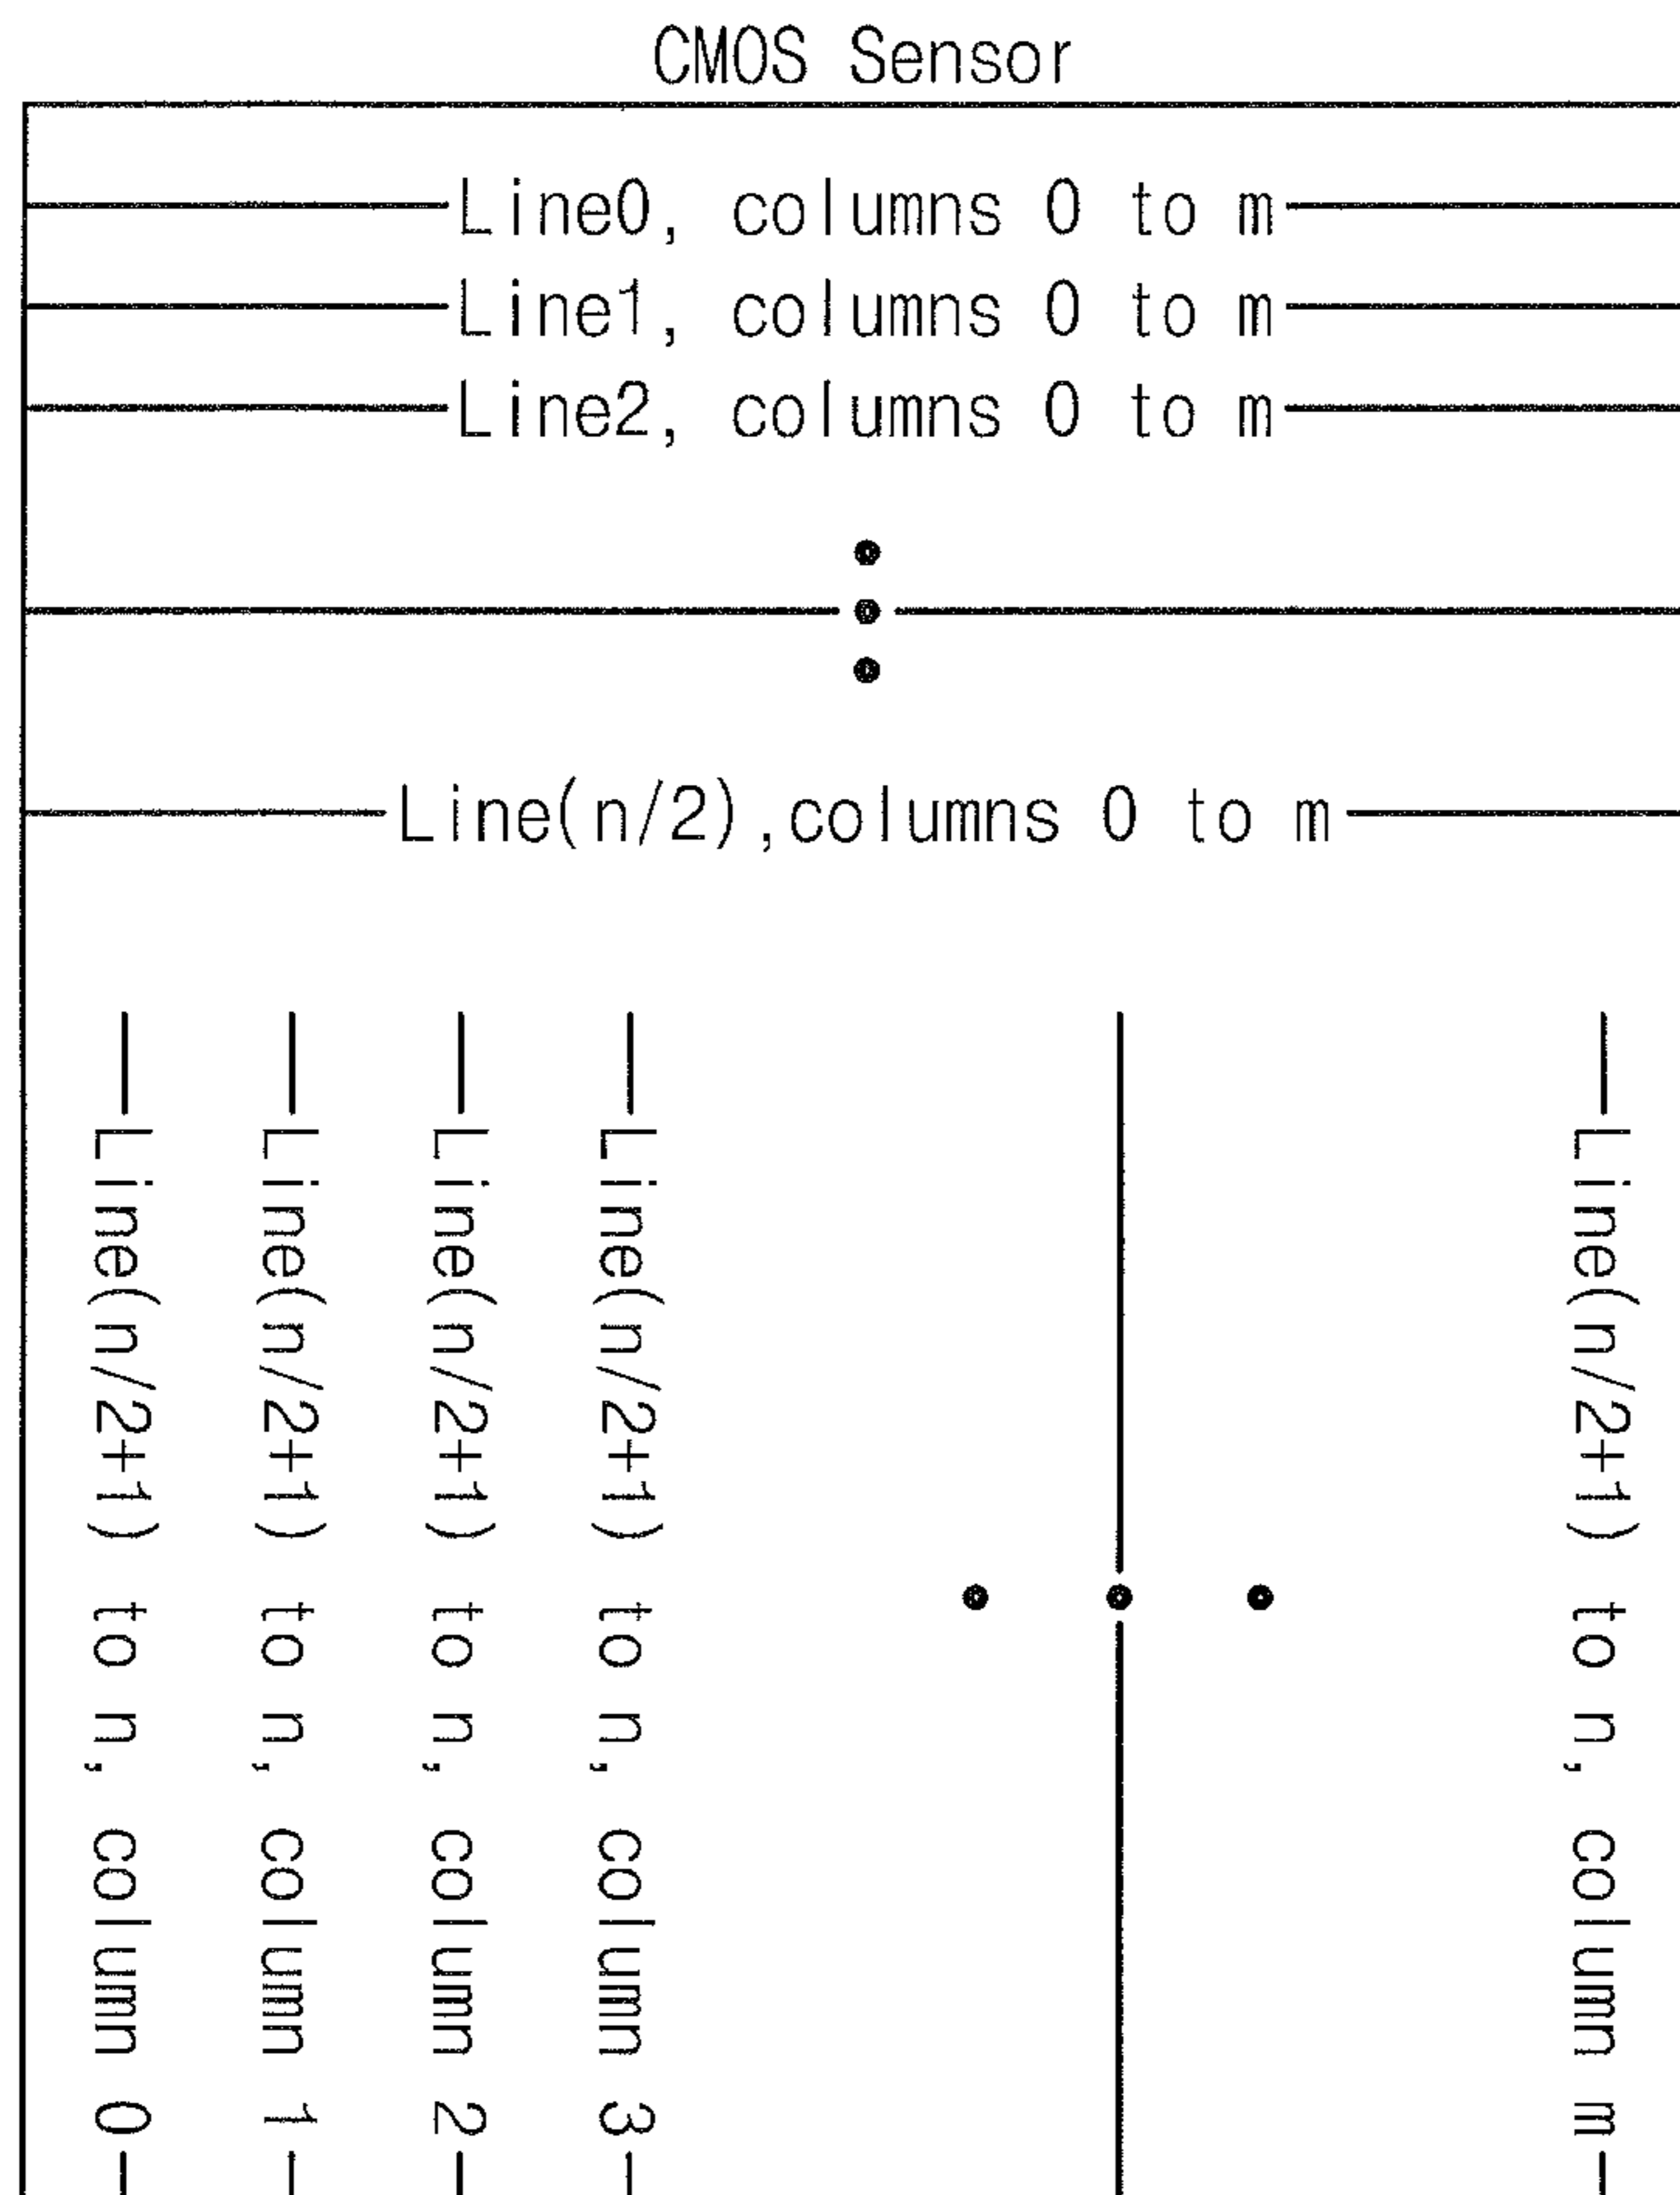 CMOS Sensor
Line0, columns 0 to m
Line1, columns 0 to m
Line2, columns 0 to m
Line(n/2),columns 0 to m
Line(n/2+1) to n, column 0
Line(n/2+1) to n, column 1
Line(n/2+1) to n, column 2
Line(n/2+1) to n, column 3
Line(n/2+1) to n, column m